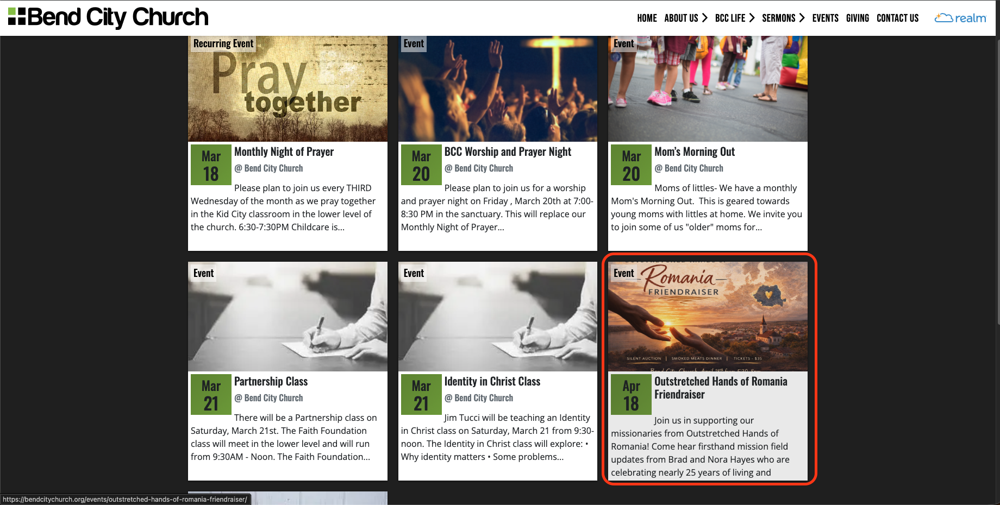 Bend City Church
HOME ABOUT US BCC LIFE SERMONS EVENTS GIVING CONTACT US realm
Recurring Event
Pray
together
Mar
18
Monthly Night of Prayer
@ Bend City Church
Please plan to join us every THIRD
Wednesday of the month as we pray together
in the Kid City classroom in the lower level of
the church. 6:30-7:30PM Childcare is...
Event
Mar
20
BCC Worship and Prayer Night
@ Bend City Church
Please plan to join us for a worship
and prayer night on Friday , March 20th at 7:00-
8:30 PM in the sanctuary. This will replace our
Monthly Night of Prayer...
Event
Mar
20
Mom’s Morning Out
@ Bend City Church
Moms of littles- We have a monthly
Mom's Morning Out.  This is geared towards
young moms with littles at home. We invite you
to join some of us "older" moms for...
Event
Mar
21
Partnership Class
@ Bend City Church
There will be a Partnership class on
Saturday, March 21st. The Faith Foundation
class will meet in the lower level and will run
from 9:30AM - Noon. The Faith Foundation...
Event
Mar
21
Identity in Christ Class
@ Bend City Church
Jim Tucci will be teaching an Identity
in Christ class on Saturday, March 21 from 9:30-
noon. The Identity in Christ class will explore: •
Why identity matters • Some problems...
Event
Romania
FRIENDRAISER
SILENT AUCTION | SMOKED MEATS DINNER | TICKETS - $35
Bend City Church, April 18th from 5:30-8pm
Apr
18
Outstretched Hands of Romania
Friendraiser
Join us in supporting our
missionaries from Outstretched Hands of
Romania! Come hear firsthand mission field
updates from Brad and Nora Hayes who are
celebrating nearly 25 years of living and
https://bendcitychurch.org/events/outstretched-hands-of-romania-friendraiser/